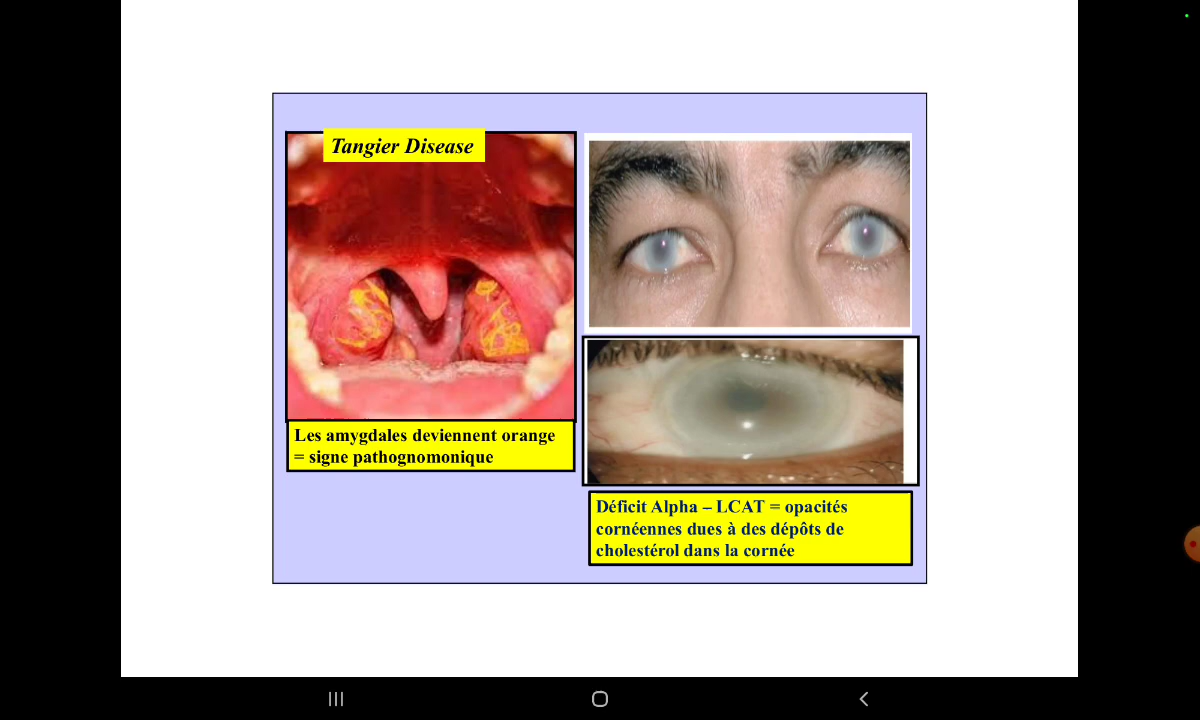 Tangier Disease
Les amygdales deviennent orange
= signe pathognomonique
Déficit Alpha – LCAT = opacités
cornéennes dues à des dépôts de
cholestérol dans la cornée